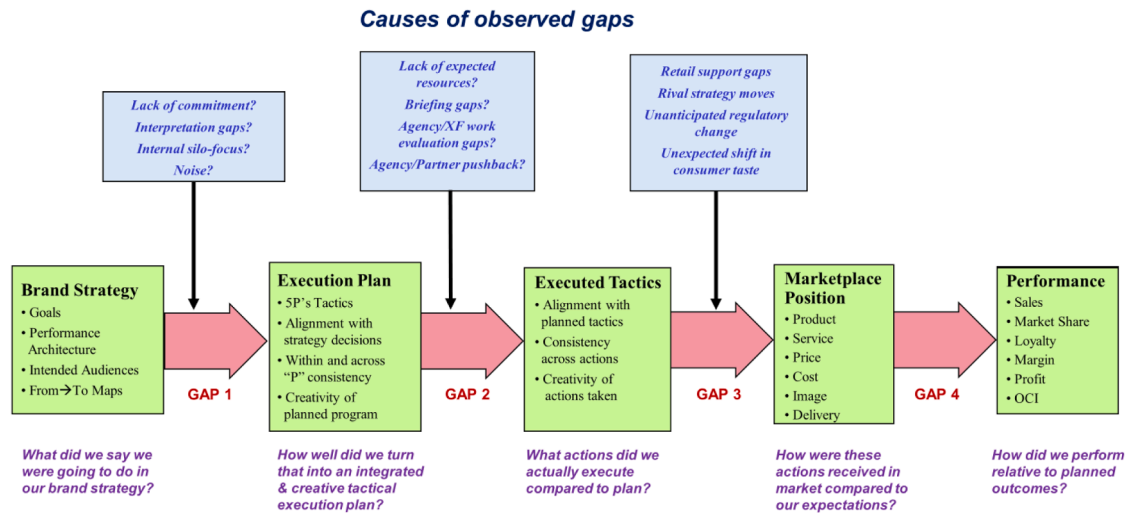 Causes of observed gaps
Lack of commitment?
Interpretation gaps?
Internal silo-focus?
Noise?
Lack of expected
resources?
Briefing gaps?
Agency/XF work
evaluation gaps?
Agency/Partner pushback?
Retail support gaps
Rival strategy moves
Unanticipated regulatory
change
Unexpected shift in
consumer taste
Brand Strategy
• Goals
• Performance
Architecture
• Intended Audiences
• From→To Maps
GAP 1
Execution Plan
• 5P's Tactics
• Alignment with
strategy decisions
• Within and across
“P” consistency
• Creativity of
planned program
GAP 2
Executed Tactics
• Alignment with
planned tactics
• Consistency
across actions
• Creativity of
actions taken
GAP 3
Marketplace
Position
• Product
• Service
• Price
• Cost
• Image
• Delivery
GAP 4
Performance
• Sales
• Market Share
• Loyalty
• Margin
• Profit
• OCI
What did we say we
were going to do in
our brand strategy?
How well did we turn
that into an integrated
& creative tactical
execution plan?
What actions did we
actually execute
compared to plan?
How were these
actions received in
market compared to
our expectations?
How did we perform
relative to planned
outcomes?